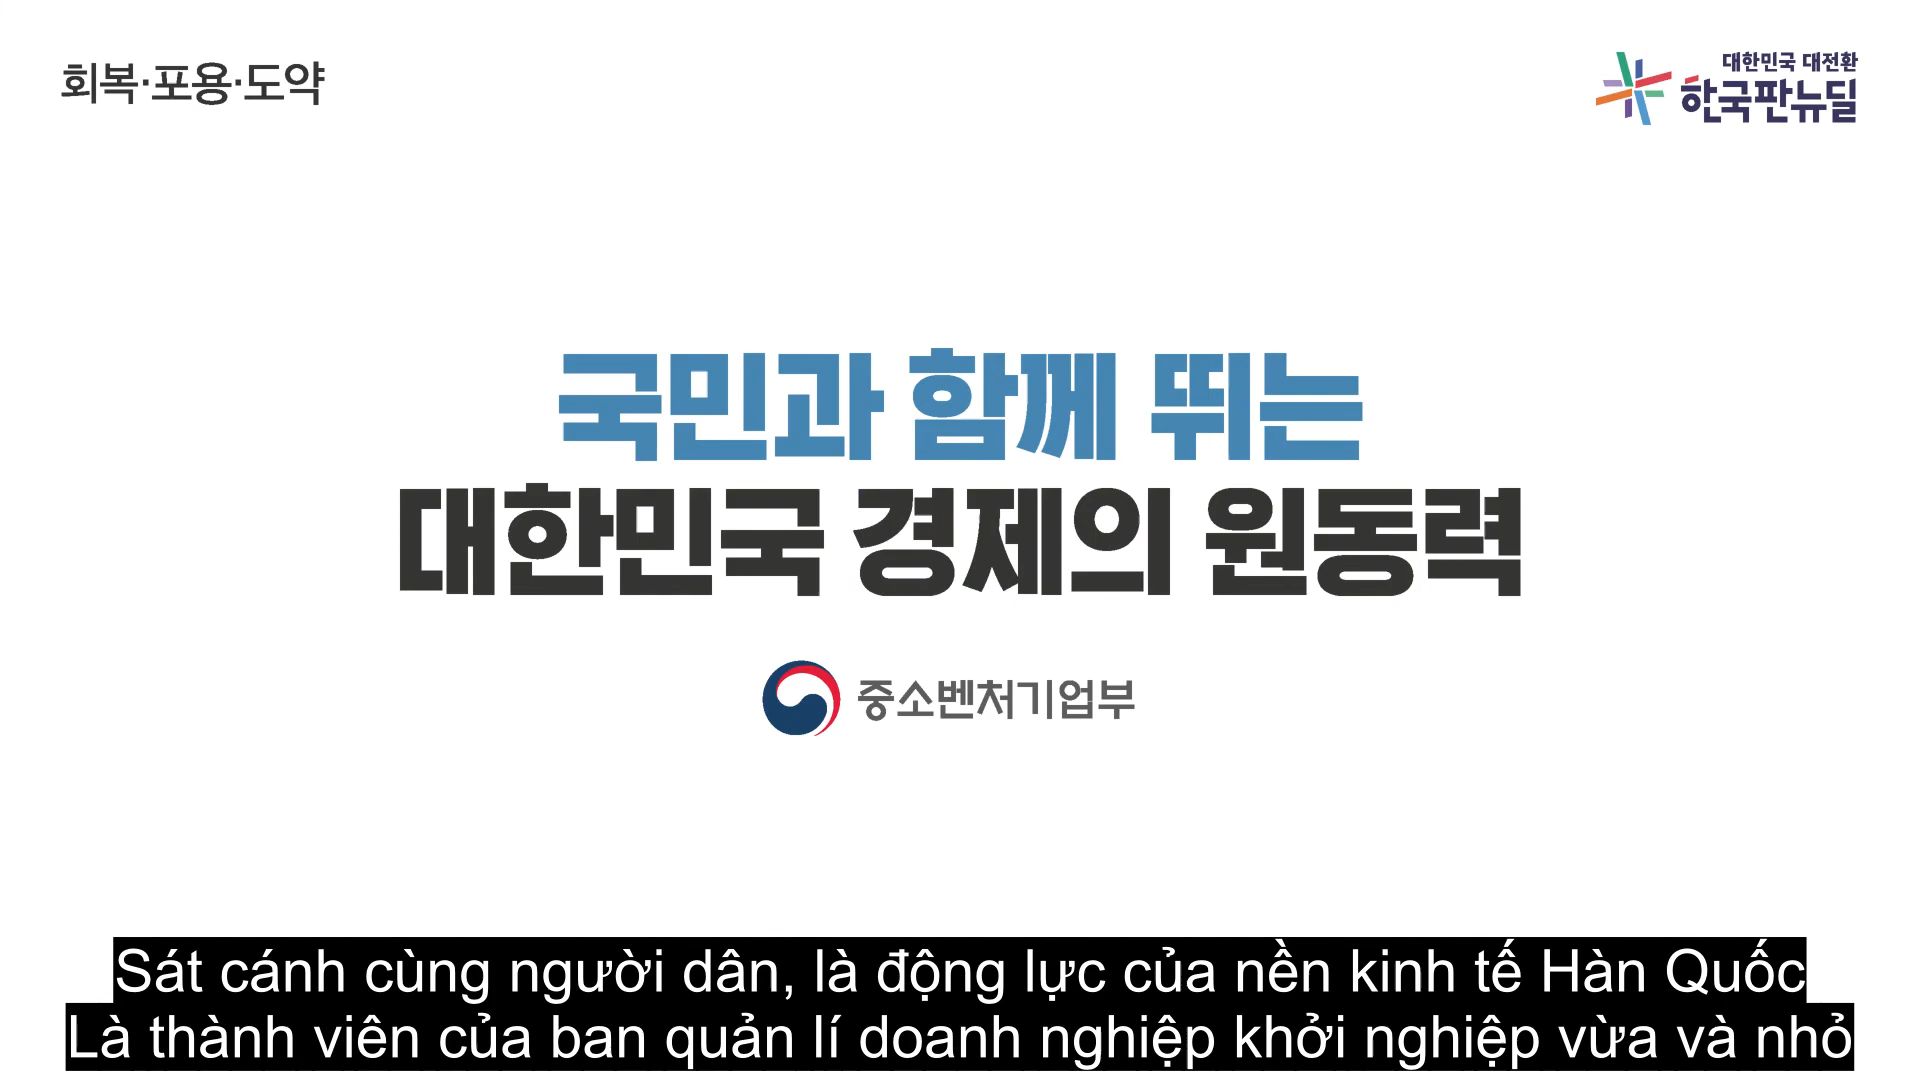 회복·포용·도약
대한민국 대전환
한국판뉴딜
국민과 함께 뛰는
대한민국 경제의 원동력
중소벤처기업부
Sát cánh cùng người dân, là động lực của nền kinh tế Hàn Quốc
Là thành viên của ban quản lí doanh nghiệp khởi nghiệp vừa và nhỏ